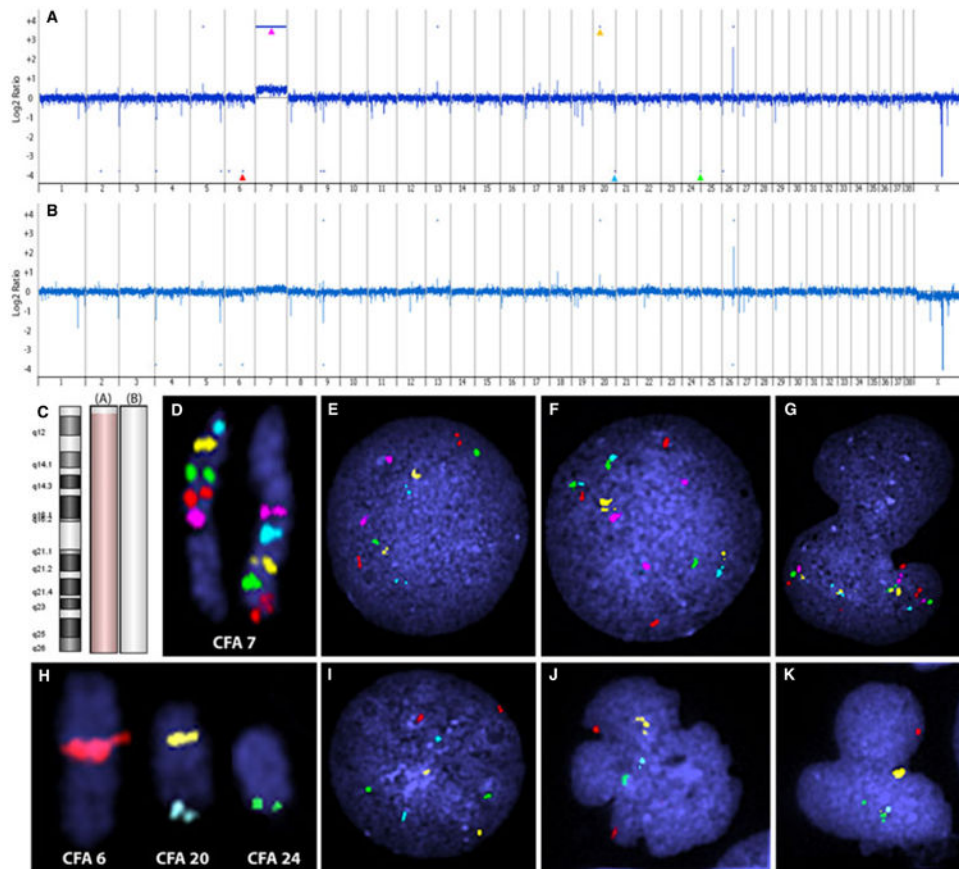 A
+4
+3
+2
+1
0
-1
-2
-3
-4
Log2 Ratio
1 2 3 4 5 6 7 8 9 10 11 12 13 14 15 16 17 18 19 20 21 22 23 24 25 26 27 28 29 30 31 32 33 34 35 36 37 38 X
B
+4
+3
+2
+1
0
-1
-2
-3
-4
Log2 Ratio
1 2 3 4 5 6 7 8 9 10 11 12 13 14 15 16 17 18 19 20 21 22 23 24 25 26 27 28 29 30 31 32 33 34 35 36 37 38 X
C (A) (B)
q12
q14.1
q14.3
q21.1
q21.2
q21.4
q23
q25
q26
D
CFA 7
E
F
G
H
CFA 6 CFA 20 CFA 24
I
J
K